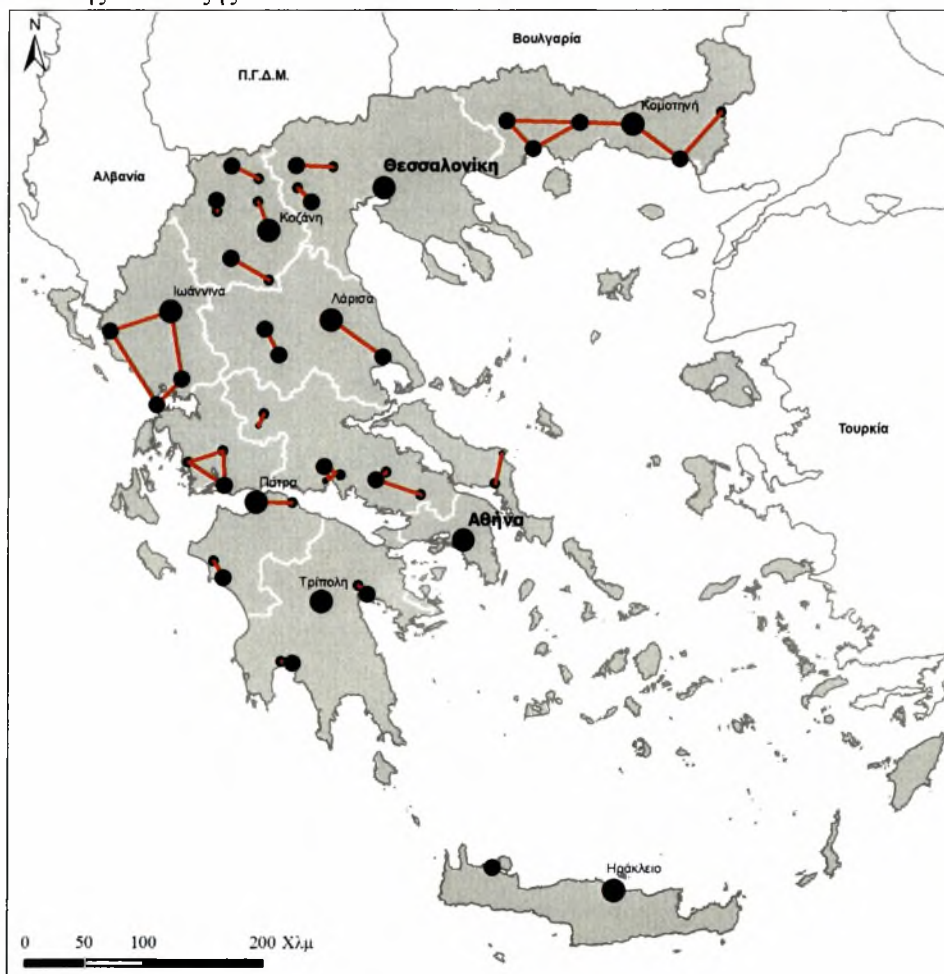 N
Βουλγαρία
Π.Γ.Δ.Μ.
Κομοτηνή
Αλβανία
Θεσσαλονίκη
Κοζάνη
Ιωάννινα
Λάρισα
Τουρκία
Πάτρα
Αθήνα
Τρίπολη
Ηράκλειο
0 50 100 200 Χλμ